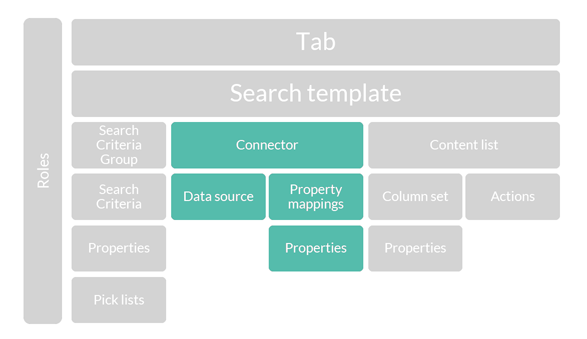 Roles
Tab
Search template
Search
Criteria
Group
Connector
Content list
Search
Criteria
Data source
Property
mappings
Column set
Actions
Properties
Properties
Properties
Pick lists